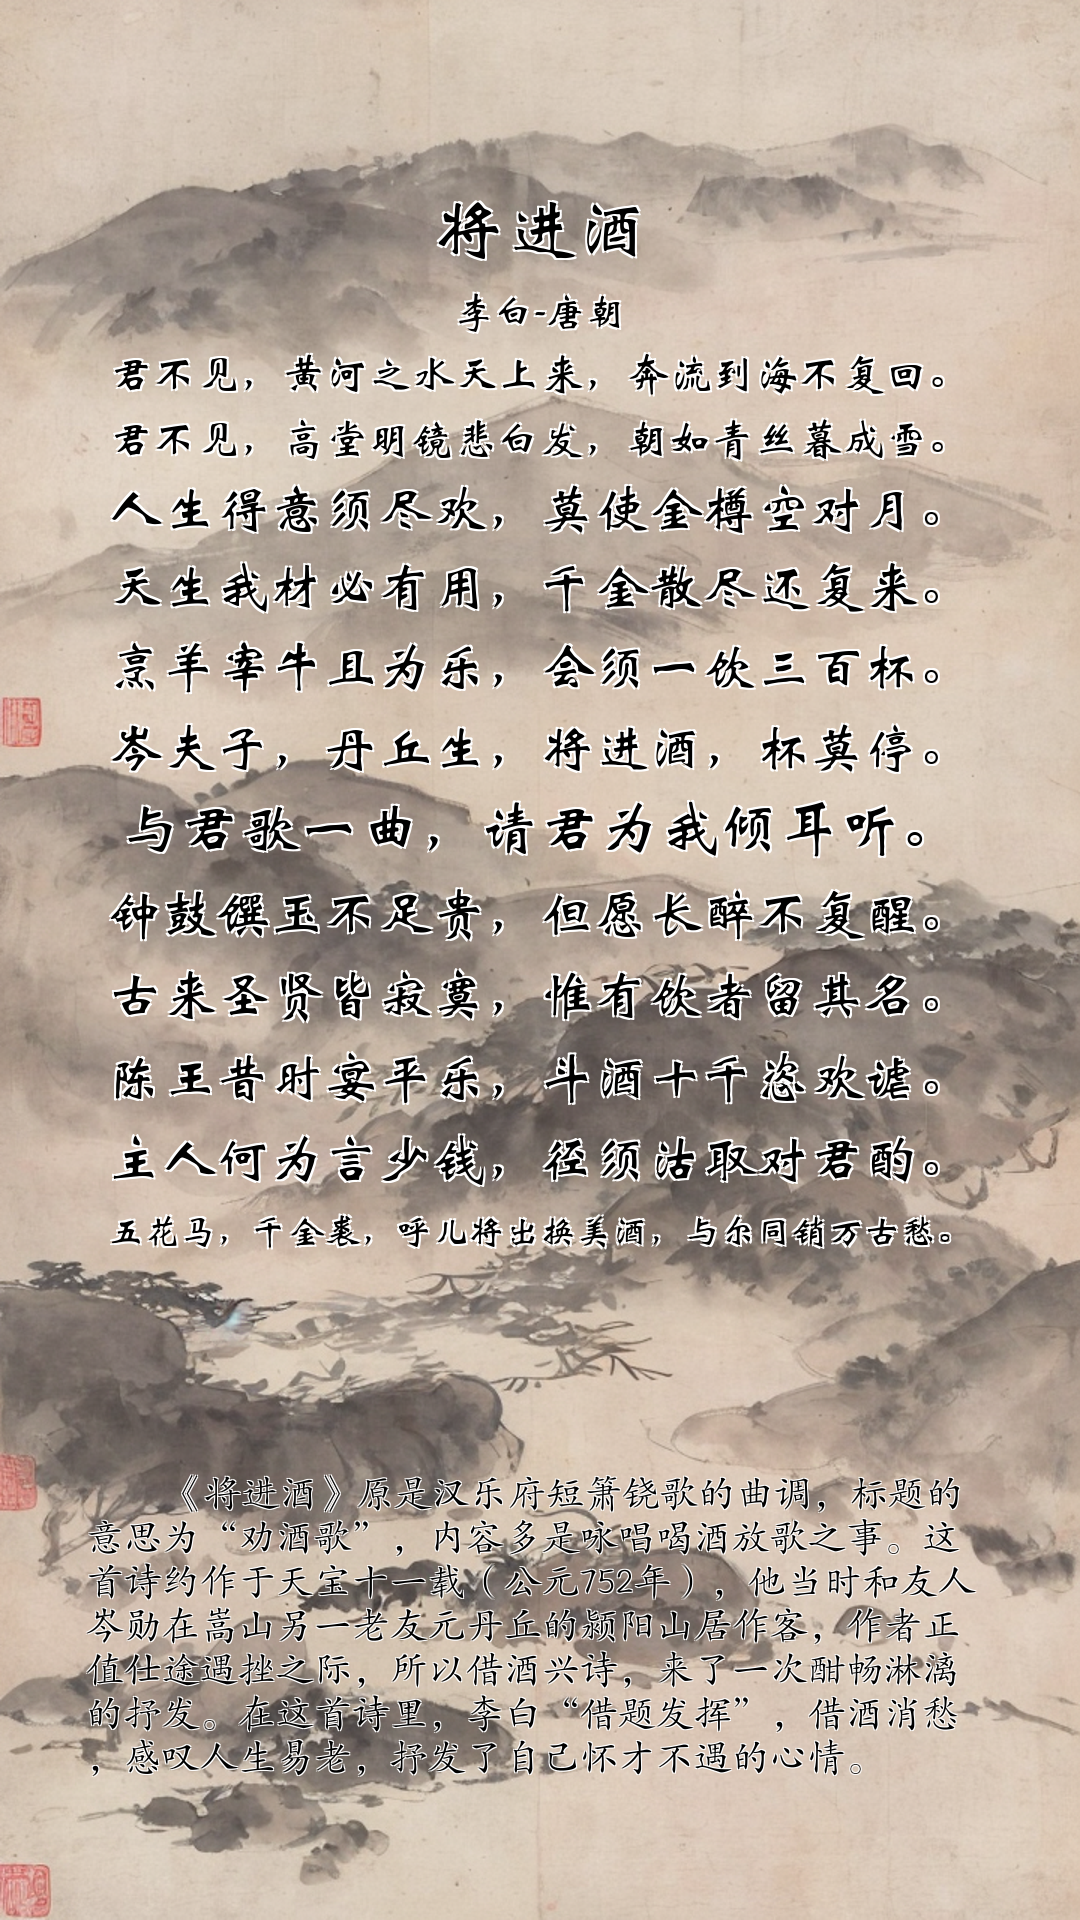 将进酒
李白-唐朝
君不见，黄河之水天上来，奔流到海不复回。
君不见，高堂明镜悲白发，朝如青丝暮成雪。
人生得意须尽欢，莫使金樽空对月。
天生我材必有用，千金散尽还复来。
烹羊宰牛且为乐，会须一饮三百杯。
岑夫子，丹丘生，将进酒，杯莫停。
与君歌一曲，请君为我倾耳听。
钟鼓馔玉不足贵，但愿长醉不复醒。
古来圣贤皆寂寞，惟有饮者留其名。
陈王昔时宴平乐，斗酒十千恣欢谑。
主人何为言少钱，径须沽取对君酌。
五花马，千金裘，呼儿将出换美酒，与尔同销万古愁。
《将进酒》原是汉乐府短箫铙歌的曲调，标题的
意思为“劝酒歌”，内容多是咏唱喝酒放歌之事。这
首诗约作于天宝十一载（公元752年），他当时和友人
岑勋在嵩山另一老友元丹丘的颍阳山居作客，作者正
值仕途遇挫之际，所以借酒兴诗，来了一次酣畅淋漓
的抒发。在这首诗里，李白“借题发挥”，借酒消愁
，感叹人生易老，抒发了自己怀才不遇的心情。